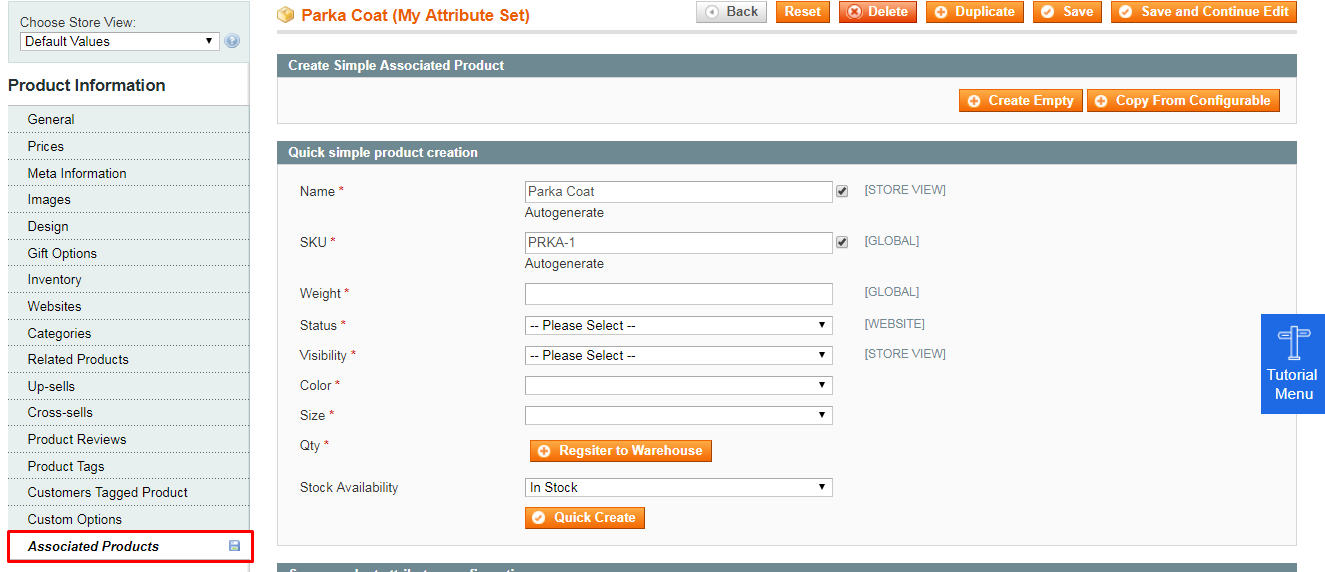 Choose Store View:
Default Values
Product Information
General
Prices
Meta Information
Images
Design
Gift Options
Inventory
Websites
Categories
Related Products
Up-sells
Cross-sells
Product Reviews
Product Tags
Customers Tagged Product
Custom Options
Associated Products
Parka Coat (My Attribute Set)
Back Reset Delete Duplicate Save Save and Continue Edit
Create Simple Associated Product
Create Empty Copy From Configurable
Quick simple product creation
Name * Parka Coat [STORE VIEW]
Autogenerate
SKU * PRKA-1 [GLOBAL]
Autogenerate
Weight * [GLOBAL]
Status * -- Please Select -- [WEBSITE]
Visibility * -- Please Select -- [STORE VIEW]
Color *
Size *
Qty * Regsiter to Warehouse
Stock Availability In Stock
Quick Create
Tutorial
Menu